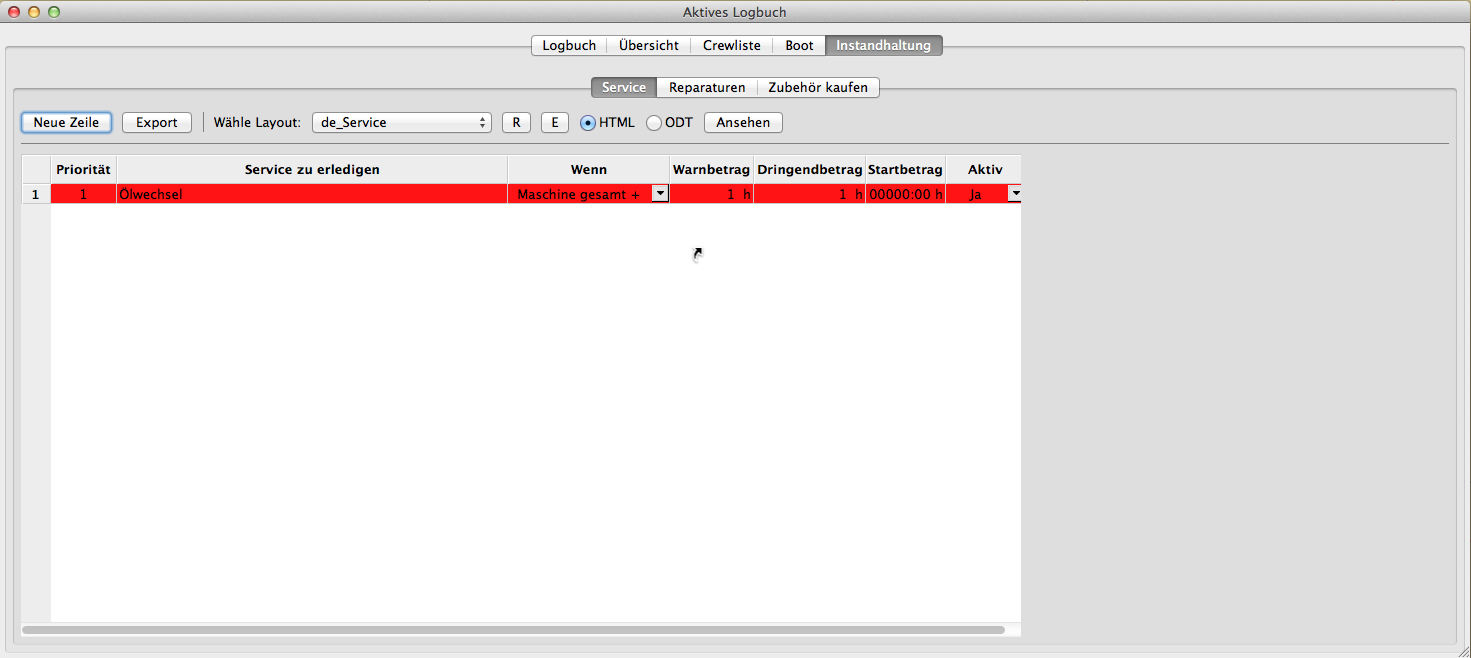 Aktives Logbuch
Logbuch Übersicht Crewliste Boot Instandhaltung
Service Reparaturen Zubehör kaufen
Neue Zeile Export Wähle Layout: de_Service R E HTML ODT Ansehen
Priorität Service zu erledigen Wenn Warnbetrag Dringendbetrag Startbetrag Aktiv
1 1 Ölwechsel Maschine gesamt + 1 h 1 h 00000:00 h Ja